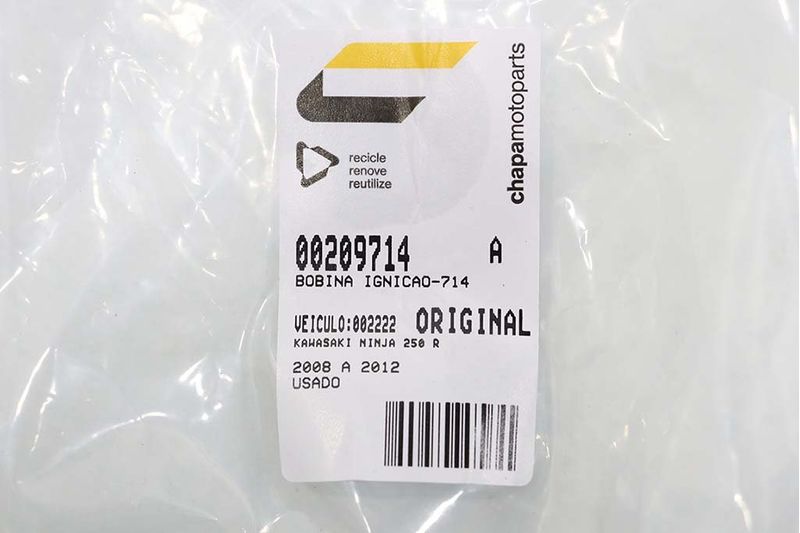 chapamotoparts
recicle
renove
reutilize
00209714 A
BOBINA IGNICAO-714
VEICULO:002222 ORIGINAL
KAWASAKI NINJA 250 R
2008 A 2012
USADO